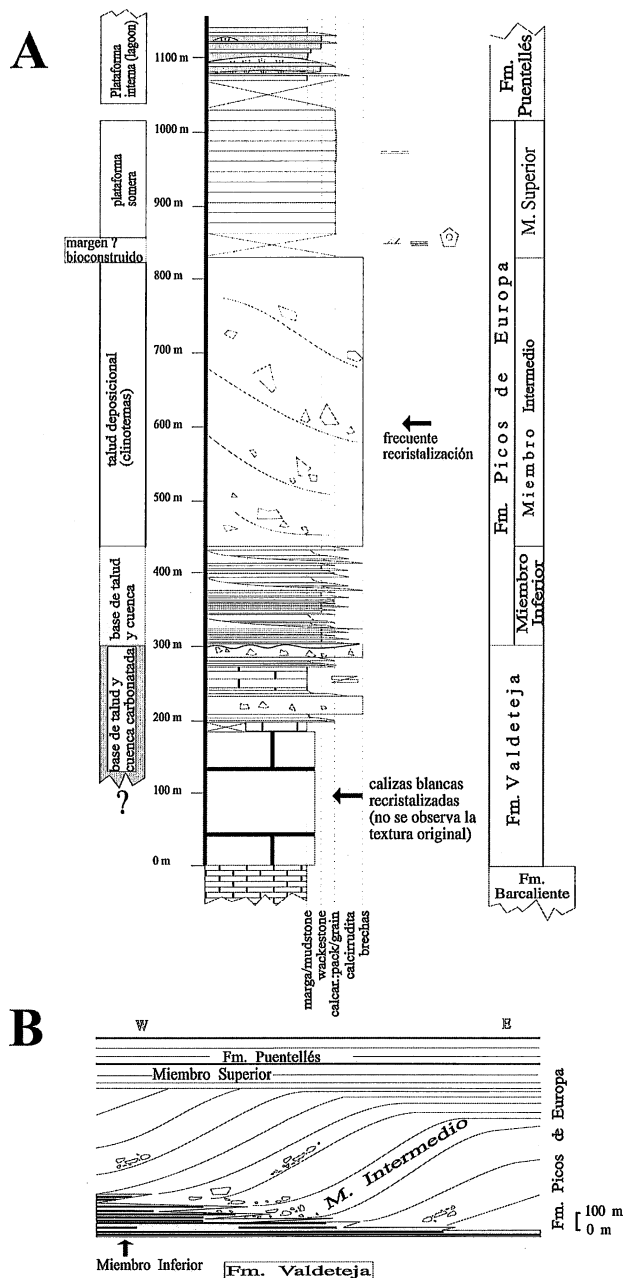 A
Plataforma
interna (lagoon)
plataforma
somera
margen ?
bioconstruido
talud deposicional
(clinotemas)
base de talud
y cuenca
base de talud y
cuenca carbonatada
?
1100 m
1000 m
900 m
800 m
700 m
600 m
500 m
400 m
300 m
200 m
100 m
0 m
frecuente
recristalización
calizas blancas
recristalizadas
(no se observa la
textura original)
Fm.
Puentellés
M. Superior
Fm. Picos de Europa
Miembro Intermedio
Miembro
Inferior
Fm. Valdeteja
Fm.
Barcaliente
marga/mudstone
wackestone
calcar.:pack/grain
calcirrudita
brechas
B
W
E
Fm. Puentellés
Miembro Superior
M. Intermedio
Fm. Picos de Europa
100 m
0 m
Miembro Inferior
Fm. Valdeteja